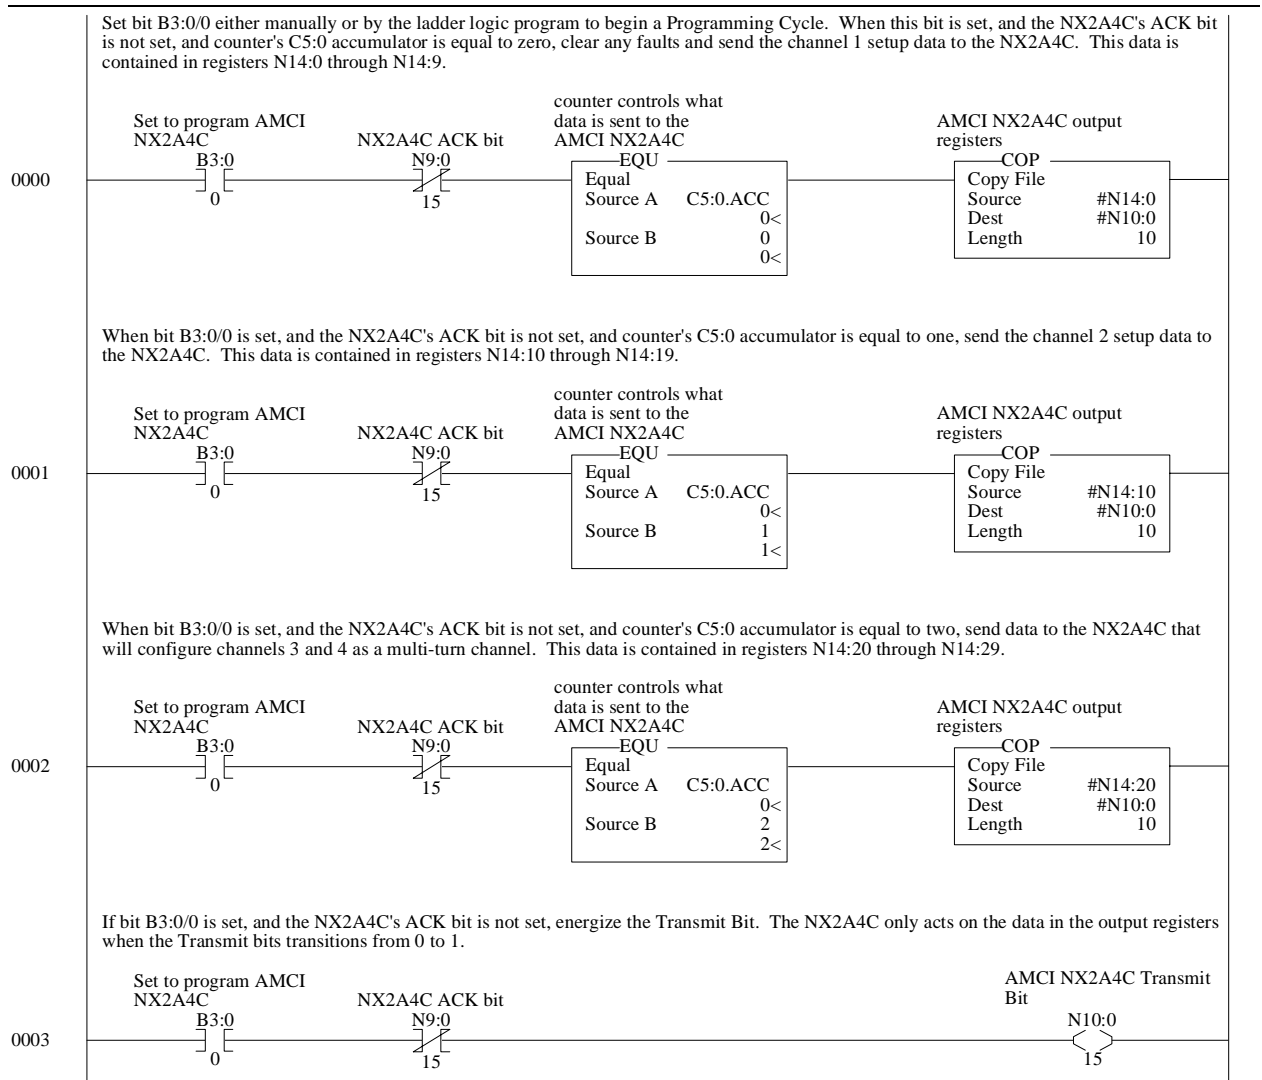 Set bit B3:0/0 either manually or by the ladder logic program to begin a Programming Cycle.  When this bit is set, and the NX2A4C's ACK bit
is not set, and counter's C5:0 accumulator is equal to zero, clear any faults and send the channel 1 setup data to the NX2A4C.  This data is
contained in registers N14:0 through N14:9.
0000
Set to program AMCI
NX2A4C
B3:0
0
NX2A4C ACK bit
N9:0
15
counter controls what
data is sent to the
AMCI NX2A4C
EQU
Equal
Source A C5:0.ACC
0<
Source B 0
0<
AMCI NX2A4C output
registers
COP
Copy File
Source #N14:0
Dest #N10:0
Length 10
When bit B3:0/0 is set, and the NX2A4C's ACK bit is not set, and counter's C5:0 accumulator is equal to one, send the channel 2 setup data to
the NX2A4C.  This data is contained in registers N14:10 through N14:19.
0001
Set to program AMCI
NX2A4C
B3:0
0
NX2A4C ACK bit
N9:0
15
counter controls what
data is sent to the
AMCI NX2A4C
EQU
Equal
Source A C5:0.ACC
0<
Source B 1
1<
AMCI NX2A4C output
registers
COP
Copy File
Source #N14:10
Dest #N10:0
Length 10
When bit B3:0/0 is set, and the NX2A4C's ACK bit is not set, and counter's C5:0 accumulator is equal to two, send data to the NX2A4C that
will configure channels 3 and 4 as a multi-turn channel.  This data is contained in registers N14:20 through N14:29.
0002
Set to program AMCI
NX2A4C
B3:0
0
NX2A4C ACK bit
N9:0
15
counter controls what
data is sent to the
AMCI NX2A4C
EQU
Equal
Source A C5:0.ACC
0<
Source B 2
2<
AMCI NX2A4C output
registers
COP
Copy File
Source #N14:20
Dest #N10:0
Length 10
If bit B3:0/0 is set, and the NX2A4C's ACK bit is not set, energize the Transmit Bit.  The NX2A4C only acts on the data in the output registers
when the Transmit bits transitions from 0 to 1.
0003
Set to program AMCI
NX2A4C
B3:0
0
NX2A4C ACK bit
N9:0
15
AMCI NX2A4C Transmit
Bit
N10:0
15